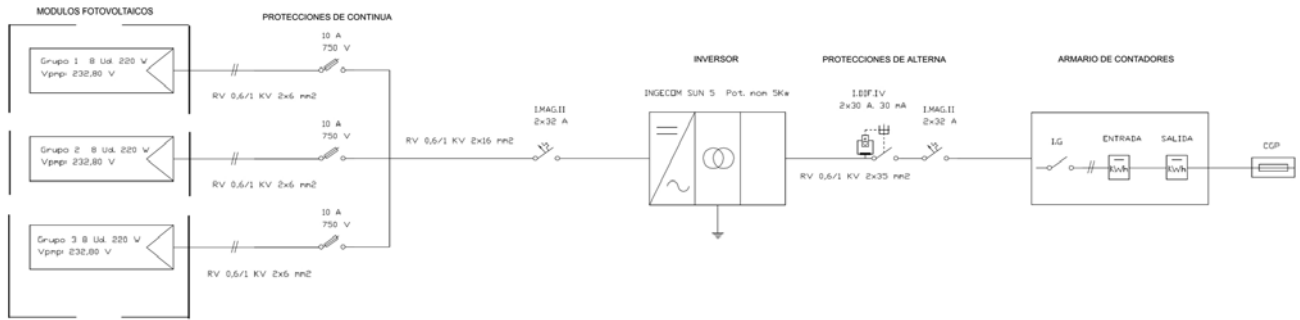 MODULOS FOTOVOLTAICOS
PROTECCIONES DE CONTINUA
INVERSOR
PROTECCIONES DE ALTERNA
ARMARIO DE CONTADORES
Grupo 1 8 Ud. 220 W
Vpmp: 232,80 V
RV 0,6/1 KV 2x6 mm2
10 A
750 V
Grupo 2 8 Ud. 220 W
Vpmp: 232,80 V
RV 0,6/1 KV 2x6 mm2
10 A
750 V
Grupo 3 8 Ud. 220 W
Vpmp: 232,80 V
RV 0,6/1 KV 2x6 mm2
10 A
750 V
RV 0,6/1 KV 2x16 mm2
I.MAG.II
2x32 A
INGECOM SUN 5 Pot. nom 5Kw
I.DIF.IV
2x30 A. 30 mA
I.MAG.II
2x32 A
RV 0,6/1 KV 2x35 mm2
I.G
ENTRADA
KWh
SALIDA
KWh
CGP